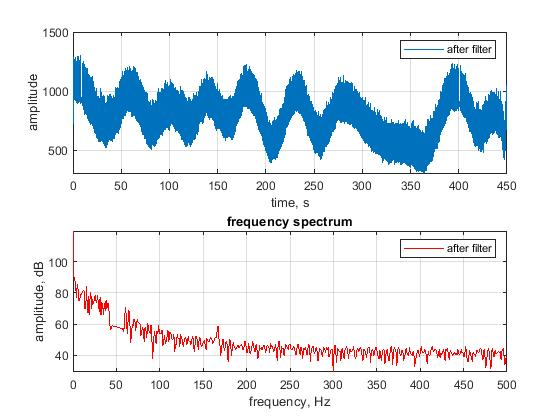 1500
after filter
1000
amplitude
500
0 50 100 150 200 250 300 350 400 450
time, s
frequency spectrum
after filter
100
80
amplitude, dB
60
40
0 50 100 150 200 250 300 350 400 450 500
frequency, Hz